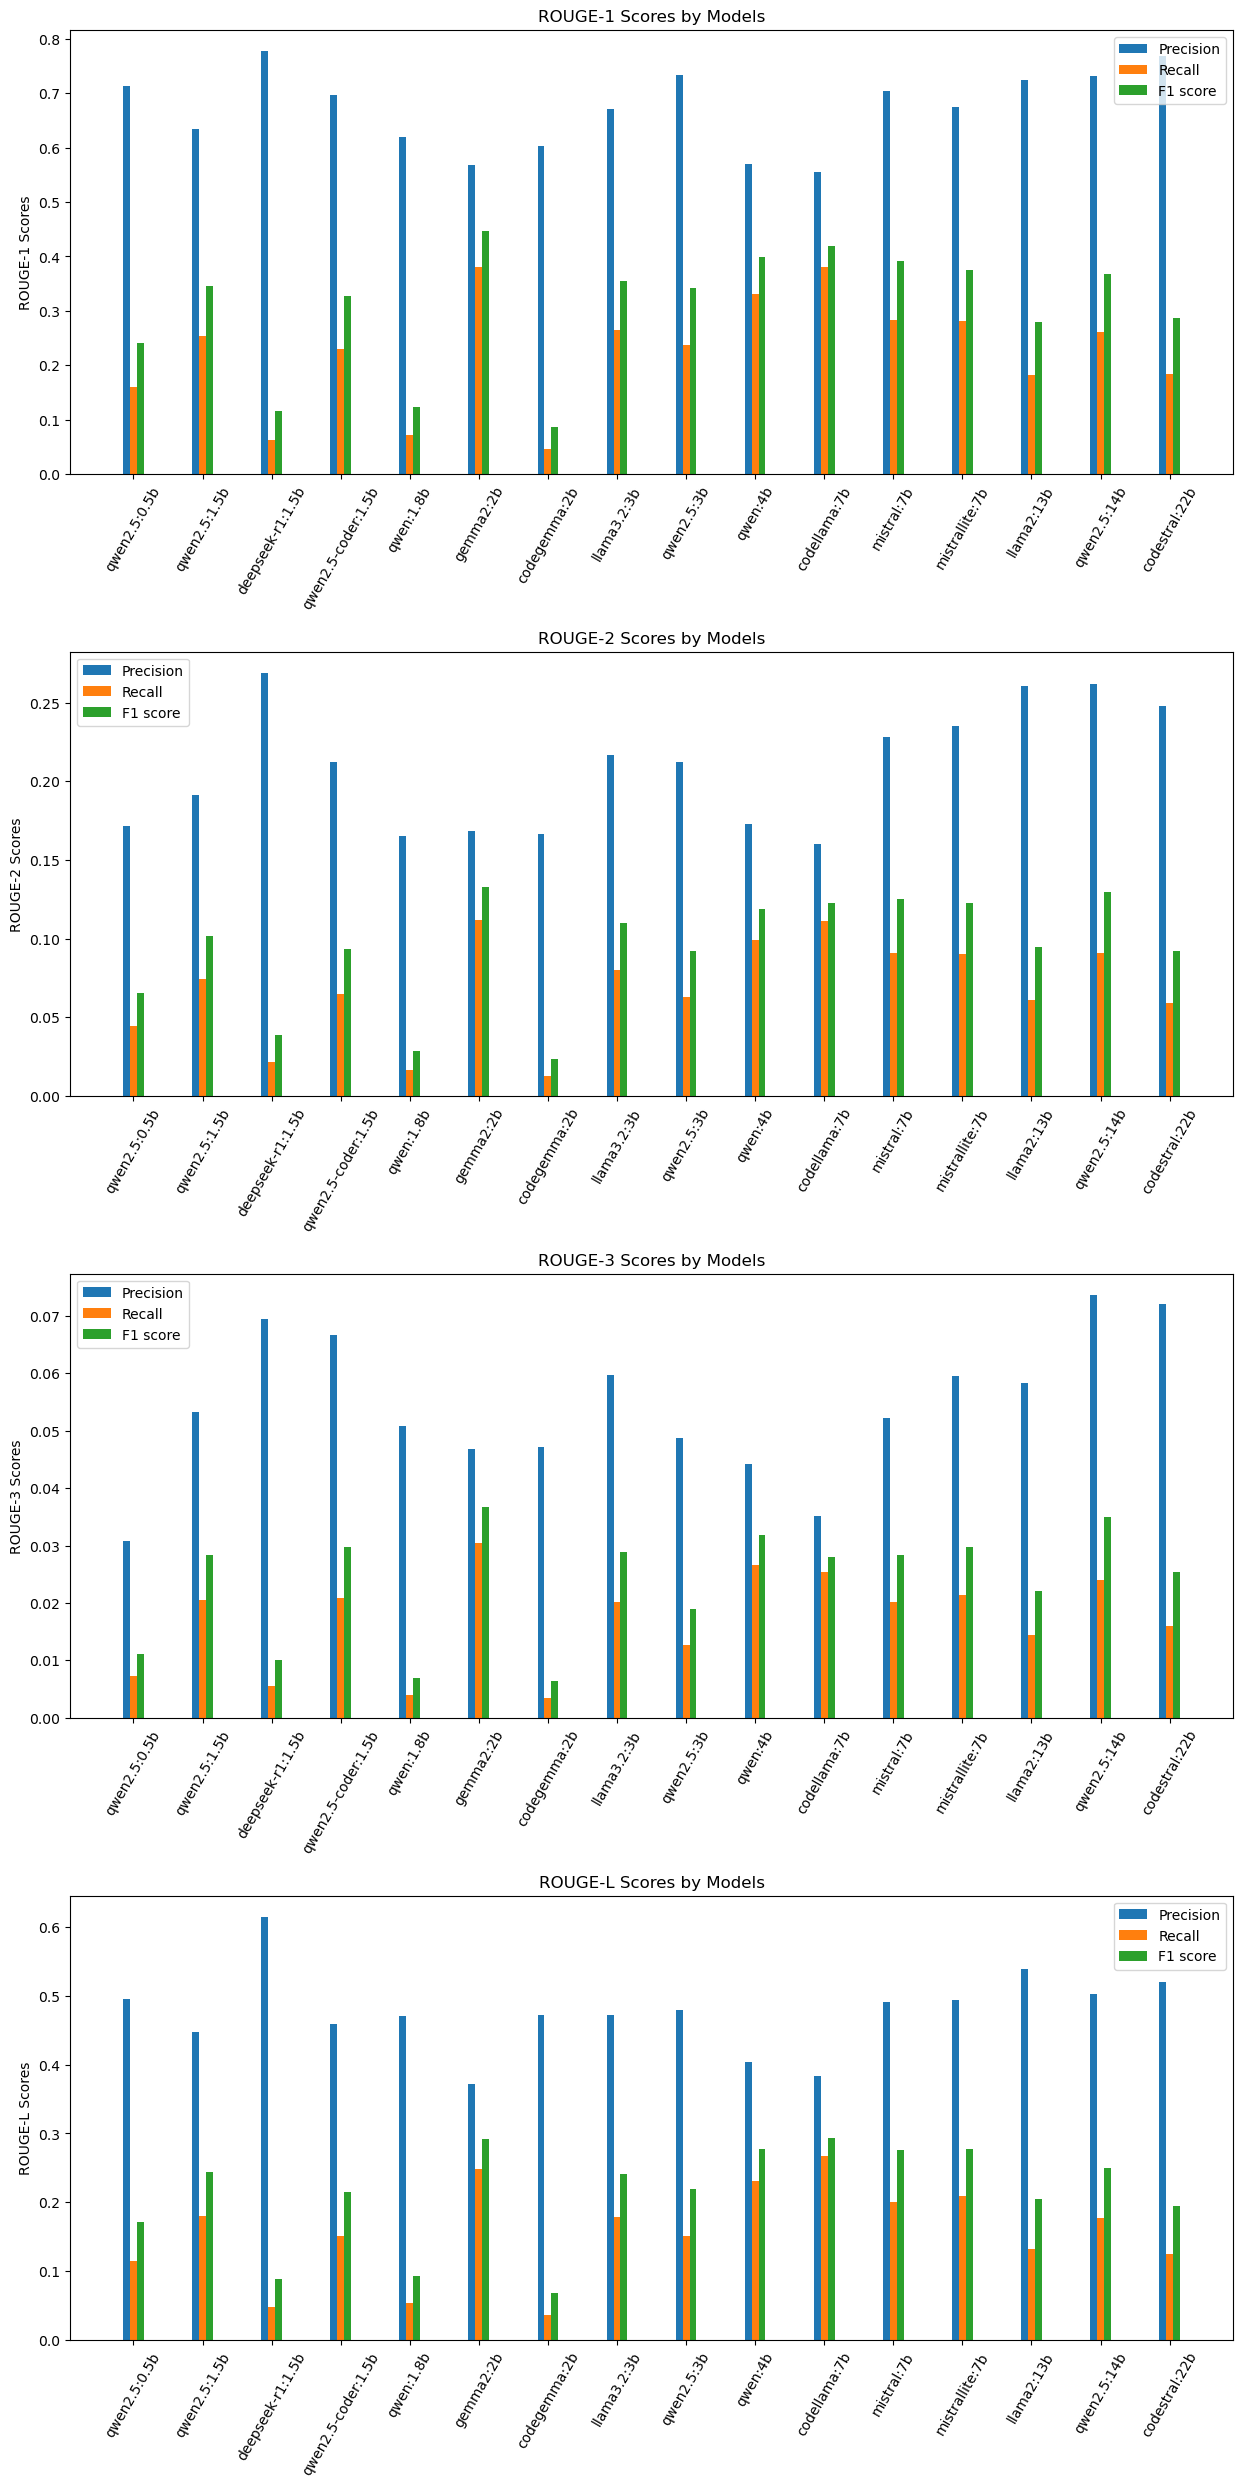 ROUGE-1 Scores by Models
ROUGE-1 Scores
0.8
0.7
0.6
0.5
0.4
0.3
0.2
0.1
0.0
Precision
Recall
F1 score
qwen2.5:0.5b
qwen2.5:1.5b
deepseek-r1:1.5b
qwen2.5-coder:1.5b
qwen:1.8b
gemma2:2b
codegemma:2b
llama3.2:3b
qwen2.5:3b
qwen:4b
codellama:7b
mistral:7b
mistrallite:7b
llama2:13b
qwen2.5:14b
codestral:22b
ROUGE-2 Scores by Models
ROUGE-2 Scores
0.25
0.20
0.15
0.10
0.05
0.00
Precision
Recall
F1 score
qwen2.5:0.5b
qwen2.5:1.5b
deepseek-r1:1.5b
qwen2.5-coder:1.5b
qwen:1.8b
gemma2:2b
codegemma:2b
llama3.2:3b
qwen2.5:3b
qwen:4b
codellama:7b
mistral:7b
mistrallite:7b
llama2:13b
qwen2.5:14b
codestral:22b
ROUGE-3 Scores by Models
ROUGE-3 Scores
0.07
0.06
0.05
0.04
0.03
0.02
0.01
0.00
Precision
Recall
F1 score
qwen2.5:0.5b
qwen2.5:1.5b
deepseek-r1:1.5b
qwen2.5-coder:1.5b
qwen:1.8b
gemma2:2b
codegemma:2b
llama3.2:3b
qwen2.5:3b
qwen:4b
codellama:7b
mistral:7b
mistrallite:7b
llama2:13b
qwen2.5:14b
codestral:22b
ROUGE-L Scores by Models
ROUGE-L Scores
0.6
0.5
0.4
0.3
0.2
0.1
0.0
Precision
Recall
F1 score
qwen2.5:0.5b
qwen2.5:1.5b
deepseek-r1:1.5b
qwen2.5-coder:1.5b
qwen:1.8b
gemma2:2b
codegemma:2b
llama3.2:3b
qwen2.5:3b
qwen:4b
codellama:7b
mistral:7b
mistrallite:7b
llama2:13b
qwen2.5:14b
codestral:22b